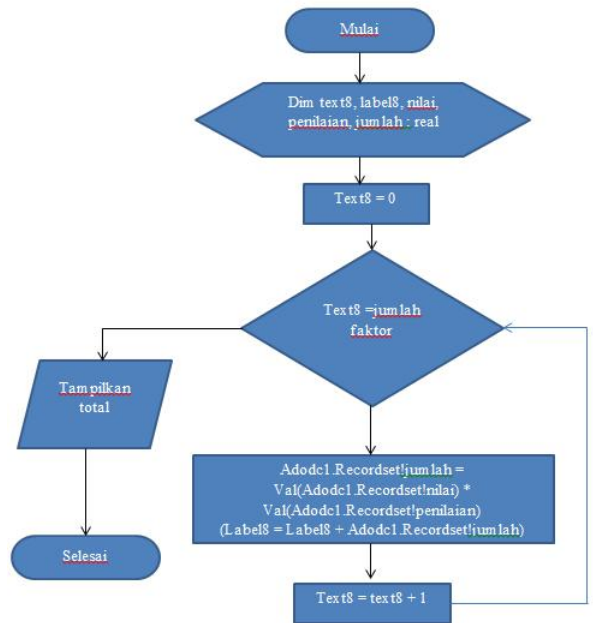 Mulai
Dim text8, label8, nilai,
penilaian, jumlah : real
Text8 = 0
Text8 =jumlah
faktor
Tampilkan
total
Adodc1.Recordset!jumlah =
Val(Adodc1.Recordset!nilai) *
Val(Adodc1.Recordset!penilaian)
(Label8 = Label8 + Adodc1.Recordset!jumlah)
Selesai
Text8 = text8 + 1